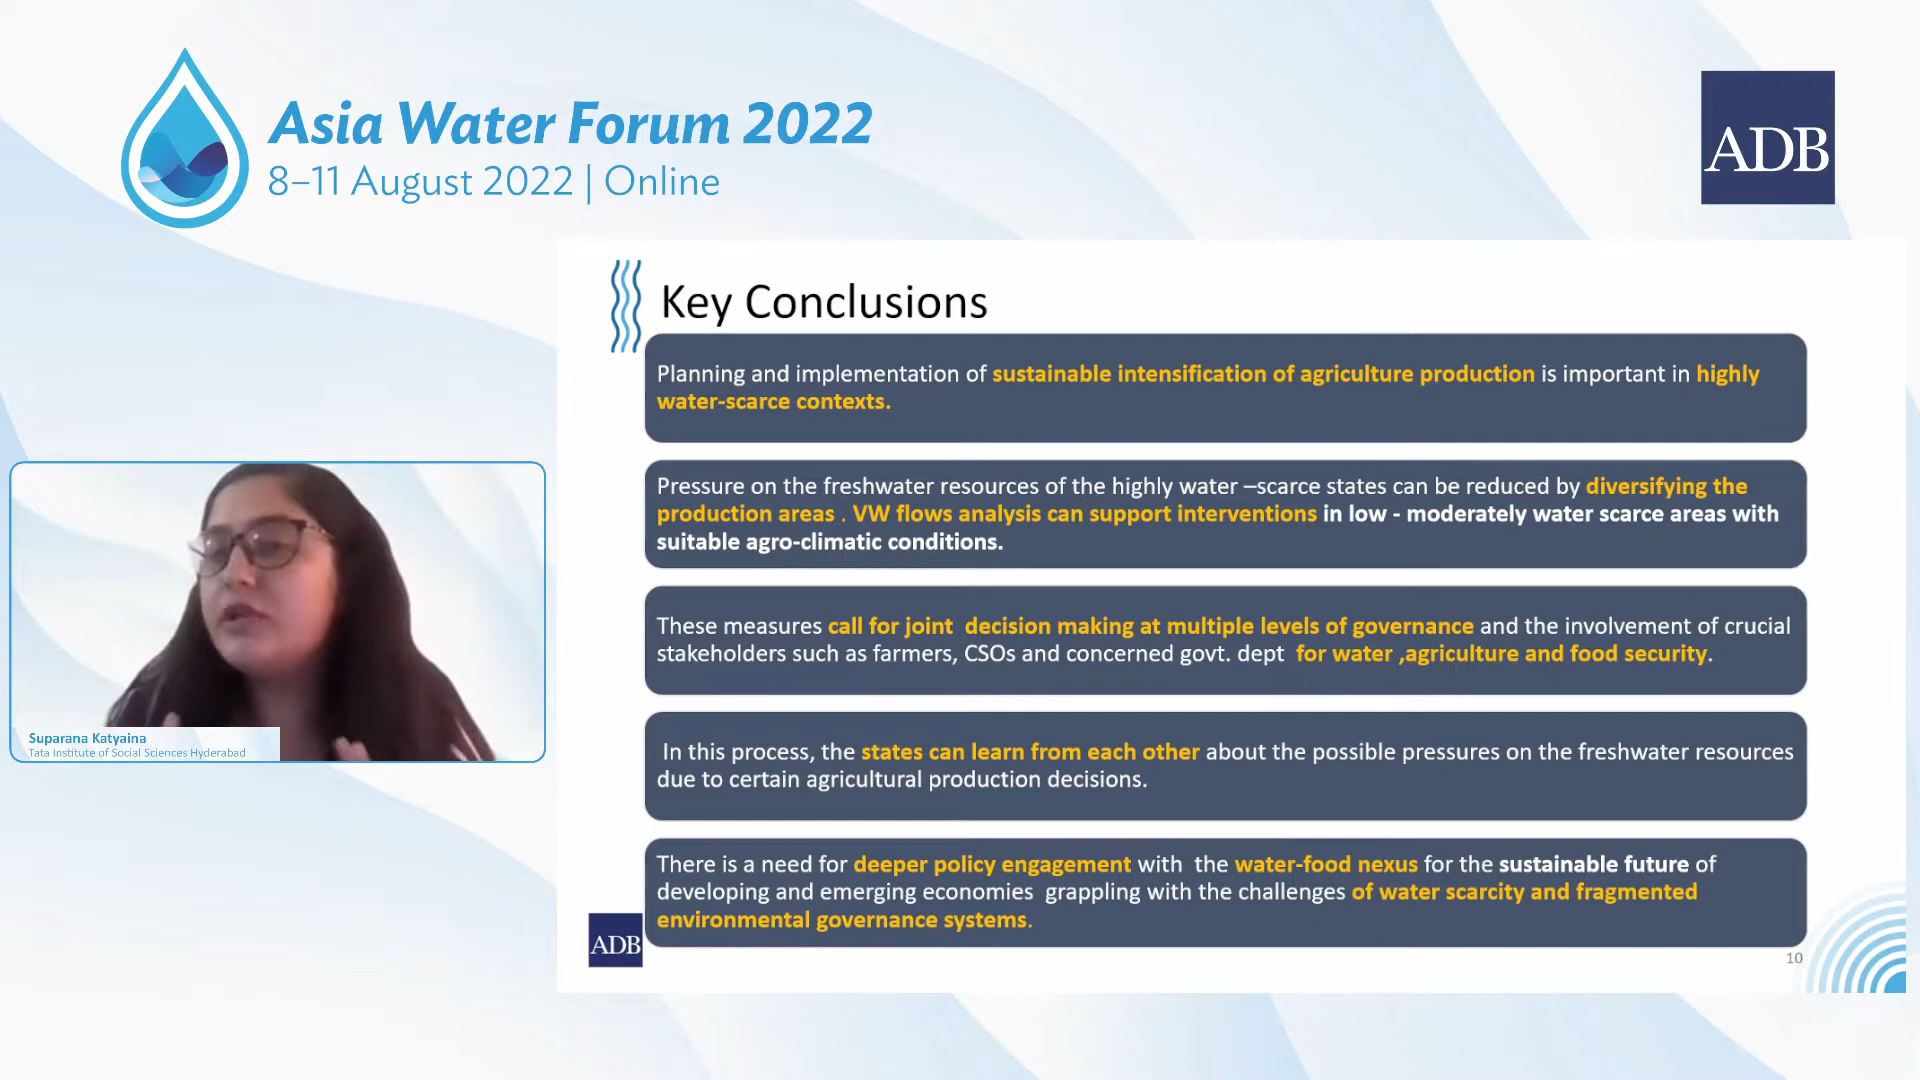 Asia Water Forum 2022
8–11 August 2022 | Online
ADB
Key Conclusions
Planning and implementation of sustainable intensification of agriculture production is important in highly
water-scarce contexts.
Pressure on the freshwater resources of the highly water –scarce states can be reduced by diversifying the
production areas . VW flows analysis can support interventions in low - moderately water scarce areas with
suitable agro-climatic conditions.
These measures call for joint  decision making at multiple levels of governance and the involvement of crucial
stakeholders such as farmers, CSOs and concerned govt. dept  for water ,agriculture and food security.
In this process, the states can learn from each other about the possible pressures on the freshwater resources
due to certain agricultural production decisions.
There is a need for deeper policy engagement with  the water-food nexus for the sustainable future of
developing and emerging economies  grappling with the challenges of water scarcity and fragmented
environmental governance systems.
ADB
10
Suparana Katyaina
Tata Institute of Social Sciences Hyderabad